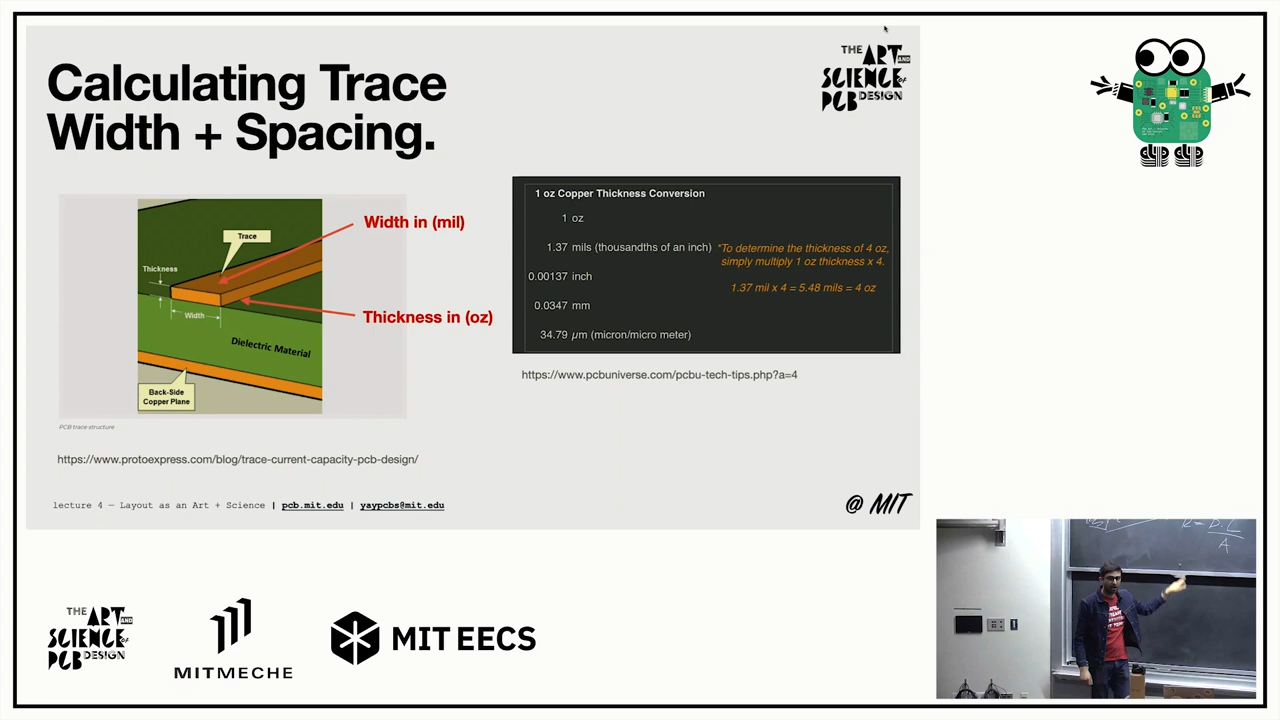 Calculating Trace
Width + Spacing.
THE ART AND
SCIENCE of
PCB DESIGN
Trace
Thickness
Width
Dielectric Material
Back-Side
Copper Plane
PCB trace structure
Width in (mil)
Thickness in (oz)
https://www.protoexpress.com/blog/trace-current-capacity-pcb-design/
1 oz Copper Thickness Conversion
1 oz
1.37 mils (thousandths of an inch)
0.00137 inch
0.0347 mm
34.79 µm (micron/micro meter)
*To determine the thickness of 4 oz,
simply multiply 1 oz thickness x 4.
1.37 mil x 4 = 5.48 mils = 4 oz
https://www.pcbuniverse.com/pcbu-tech-tips.php?a=4
lecture 4 — Layout as an Art + Science | pcb.mit.edu | yaypcbs@mit.edu
@ MIT
THE ART AND
SCIENCE of
PCB DESIGN
MITMECHE
MIT EECS